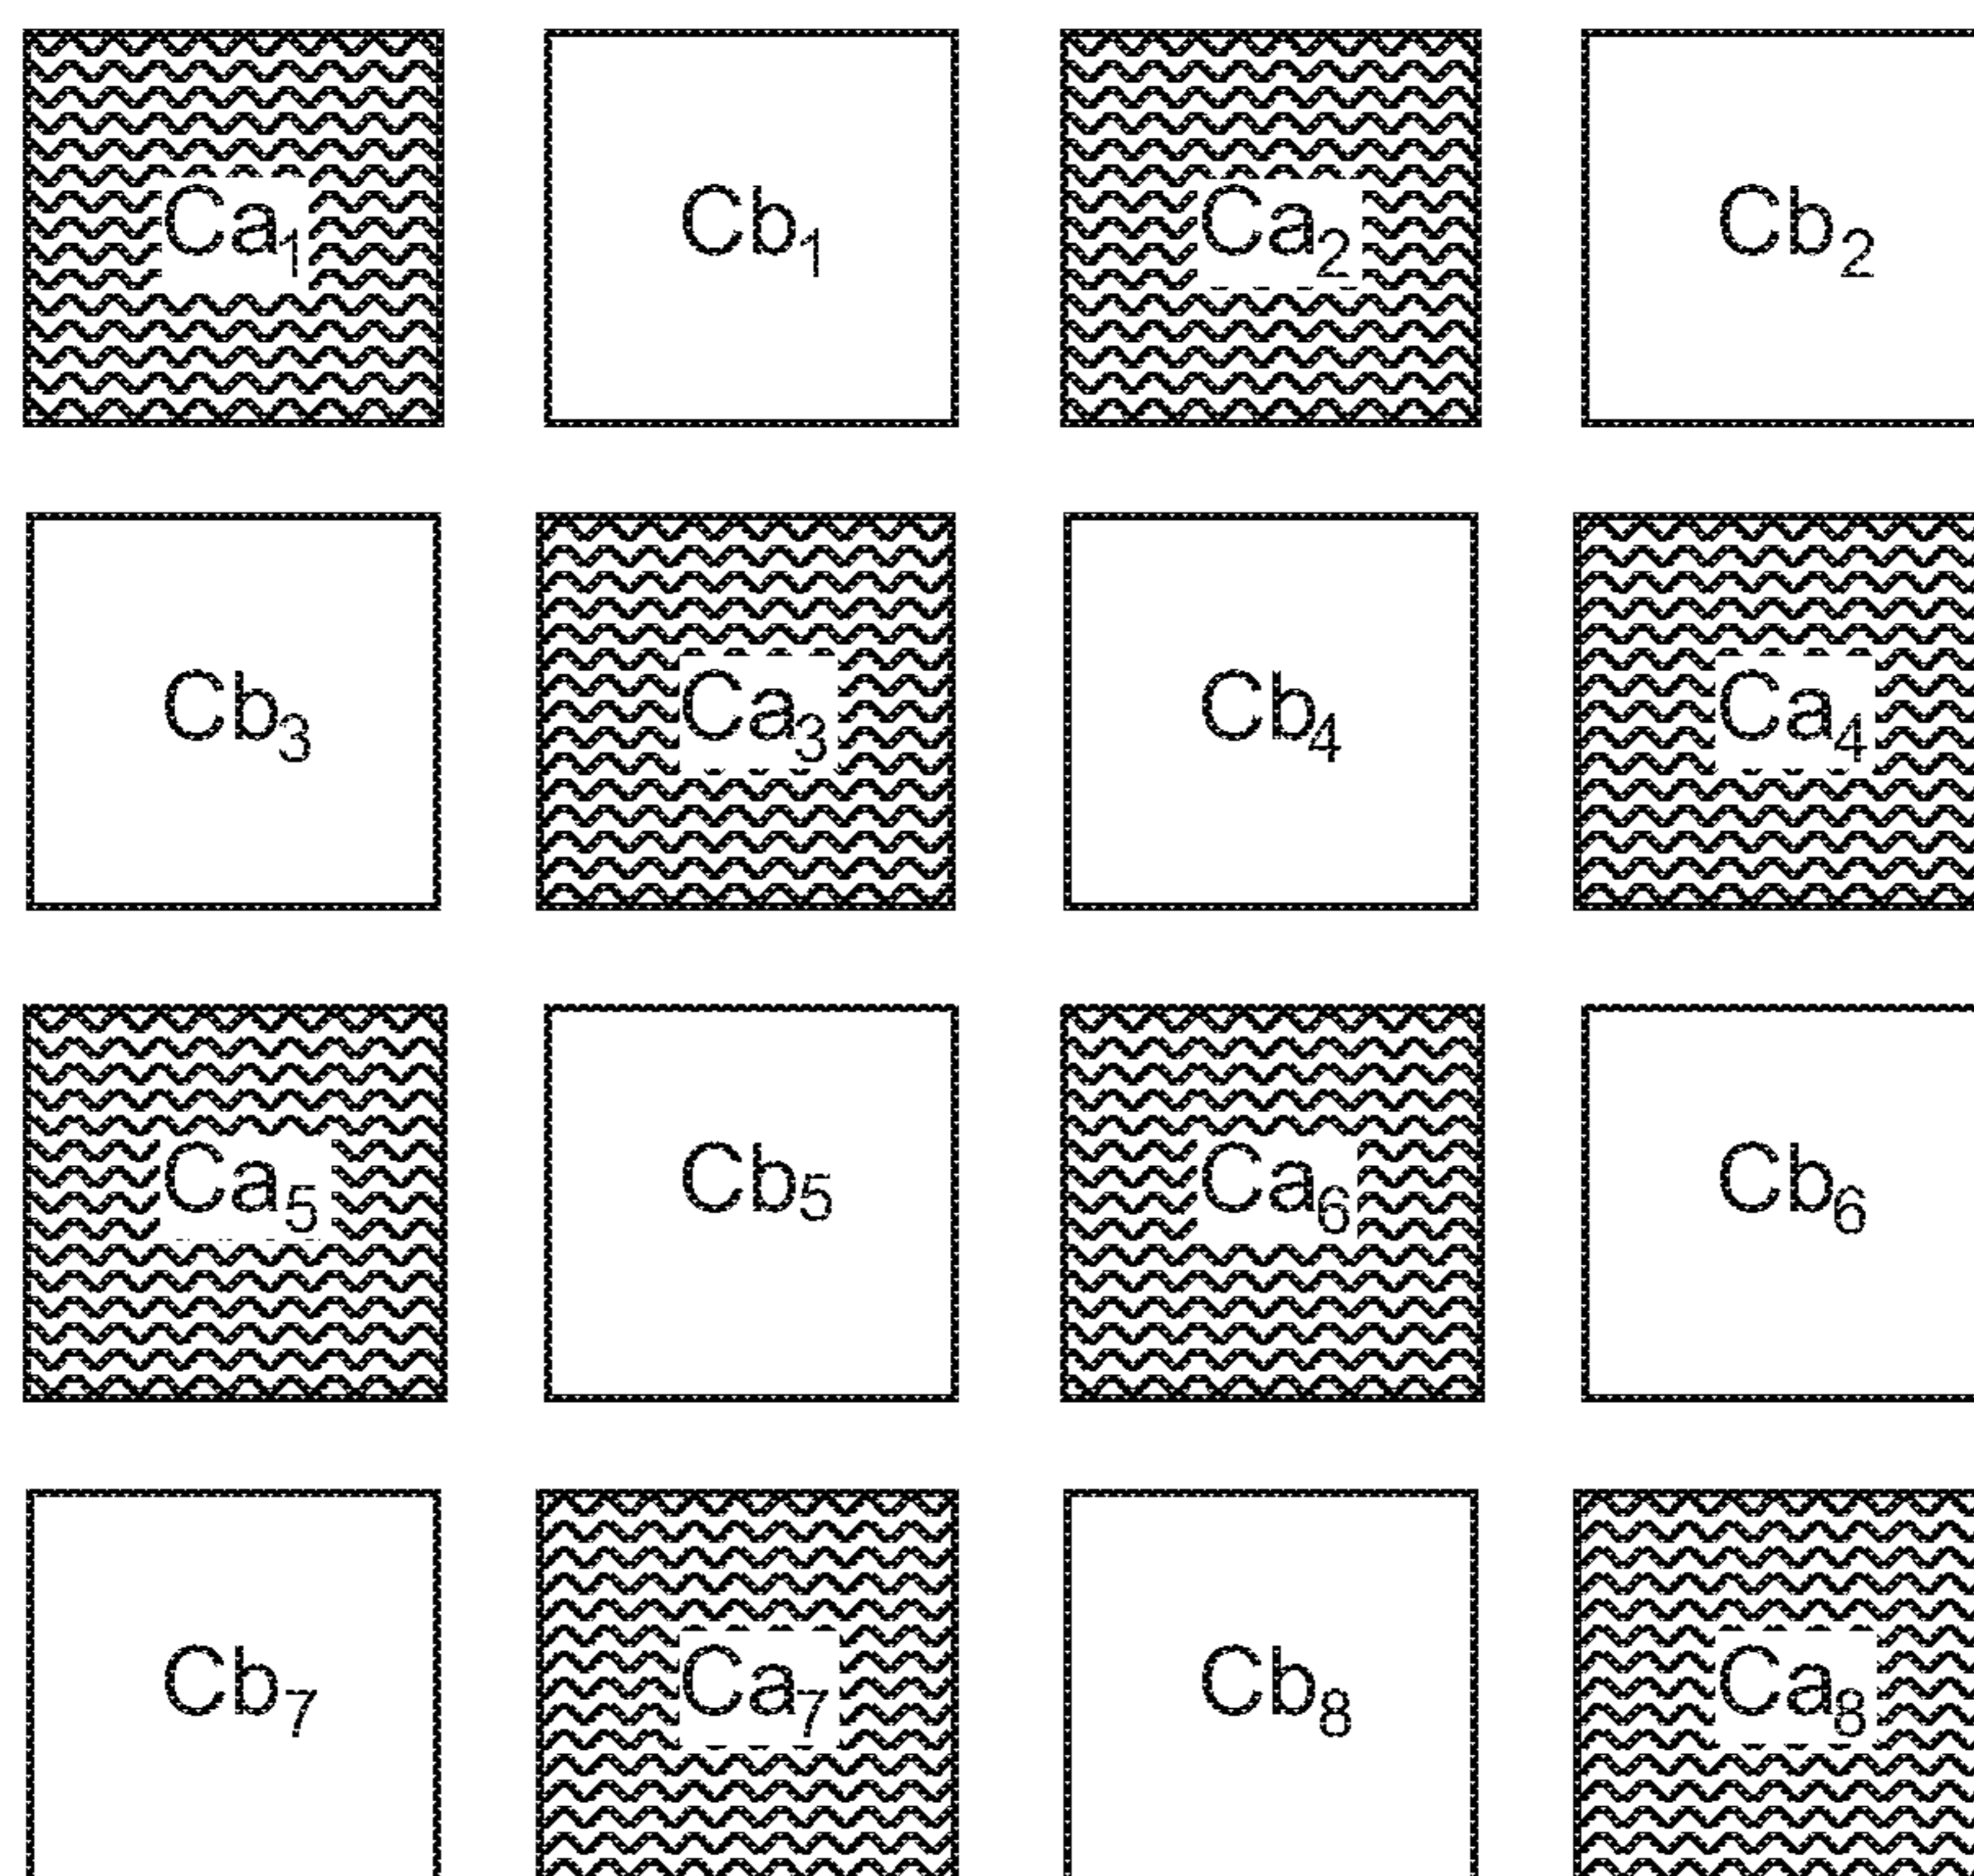 Ca₁ Cb₁ Ca₂ Cb₂
Cb₃ Ca₃ Cb₄ Ca₄
Ca₅ Cb₅ Ca₆ Cb₆
Cb₇ Ca₇ Cb₈ Ca₈